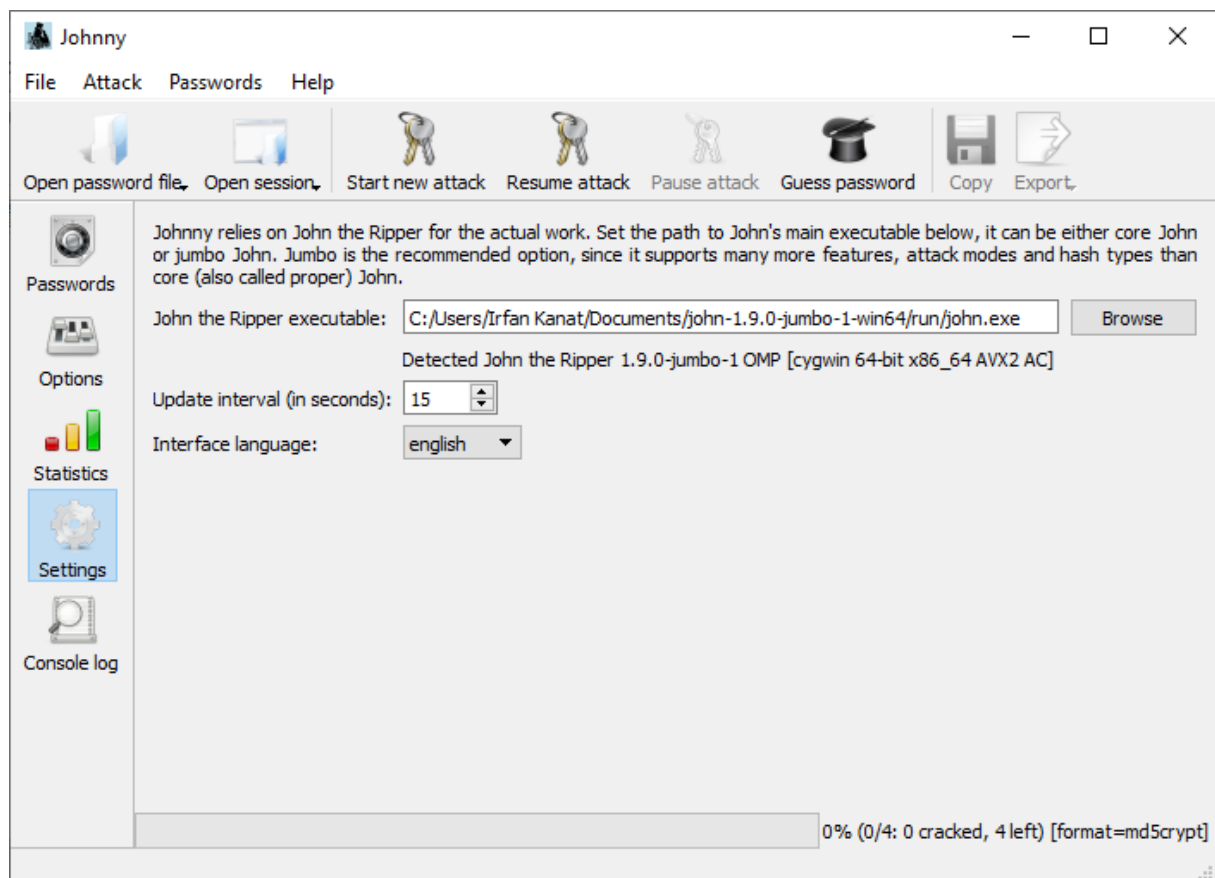 Johnny
File Attack Passwords Help
Open password file Open session Start new attack Resume attack Pause attack Guess password Copy Export
Passwords
Options
Statistics
Settings
Console log
Johnny relies on John the Ripper for the actual work. Set the path to John's main executable below, it can be either core John
or jumbo John. Jumbo is the recommended option, since it supports many more features, attack modes and hash types than
core (also called proper) John.
John the Ripper executable: C:/Users/Irfan Kanat/Documents/john-1.9.0-jumbo-1-win64/run/john.exe Browse
Detected John the Ripper 1.9.0-jumbo-1 OMP [cygwin 64-bit x86_64 AVX2 AC]
Update interval (in seconds): 15
Interface language: english
0% (0/4: 0 cracked, 4 left) [format=md5crypt]